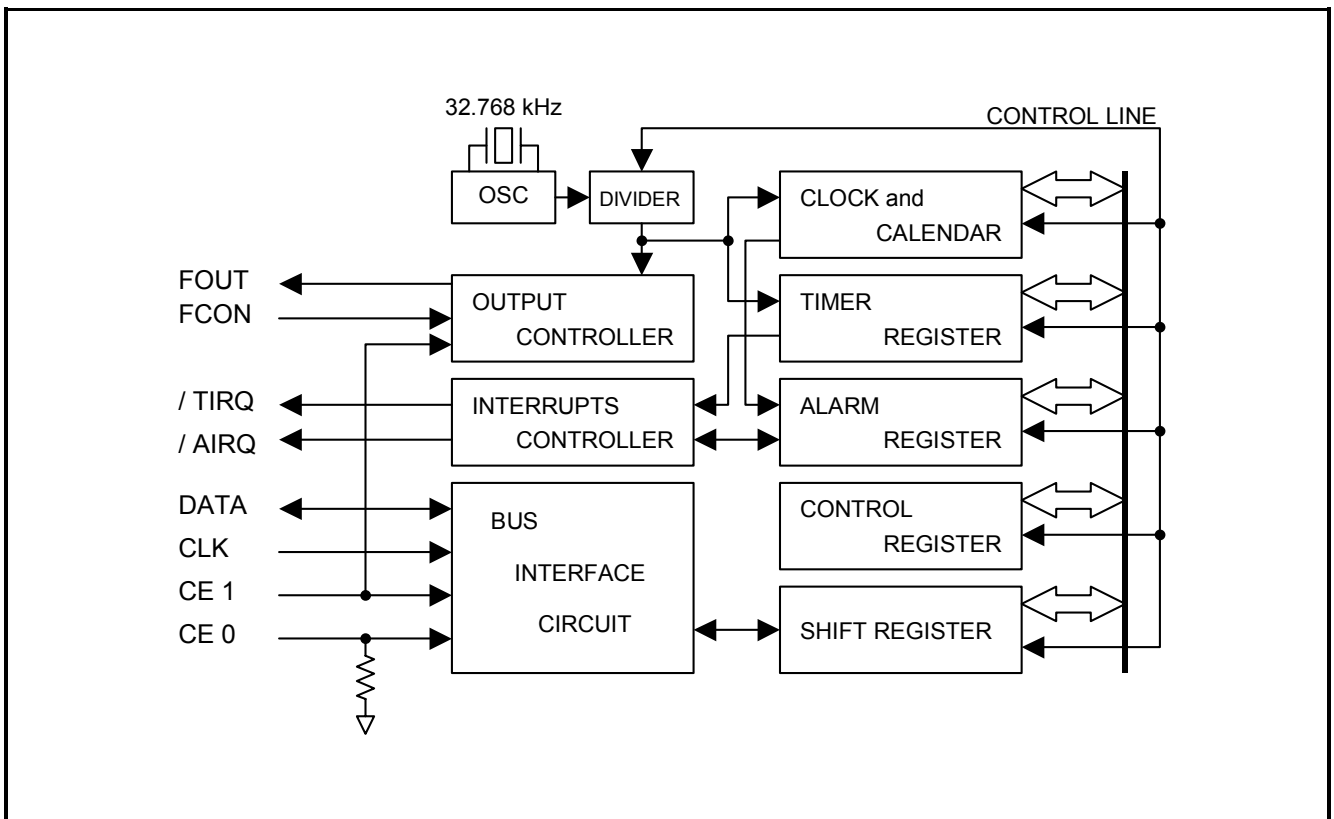 32.768 kHz
CONTROL LINE
OSC
DIVIDER
CLOCK and
CALENDAR
FOUT
FCON
OUTPUT
CONTROLLER
TIMER
REGISTER
/ TIRQ
/ AIRQ
INTERRUPTS
CONTROLLER
ALARM
REGISTER
DATA
CLK
CE 1
CE 0
BUS
INTERFACE
CIRCUIT
CONTROL
REGISTER
SHIFT REGISTER